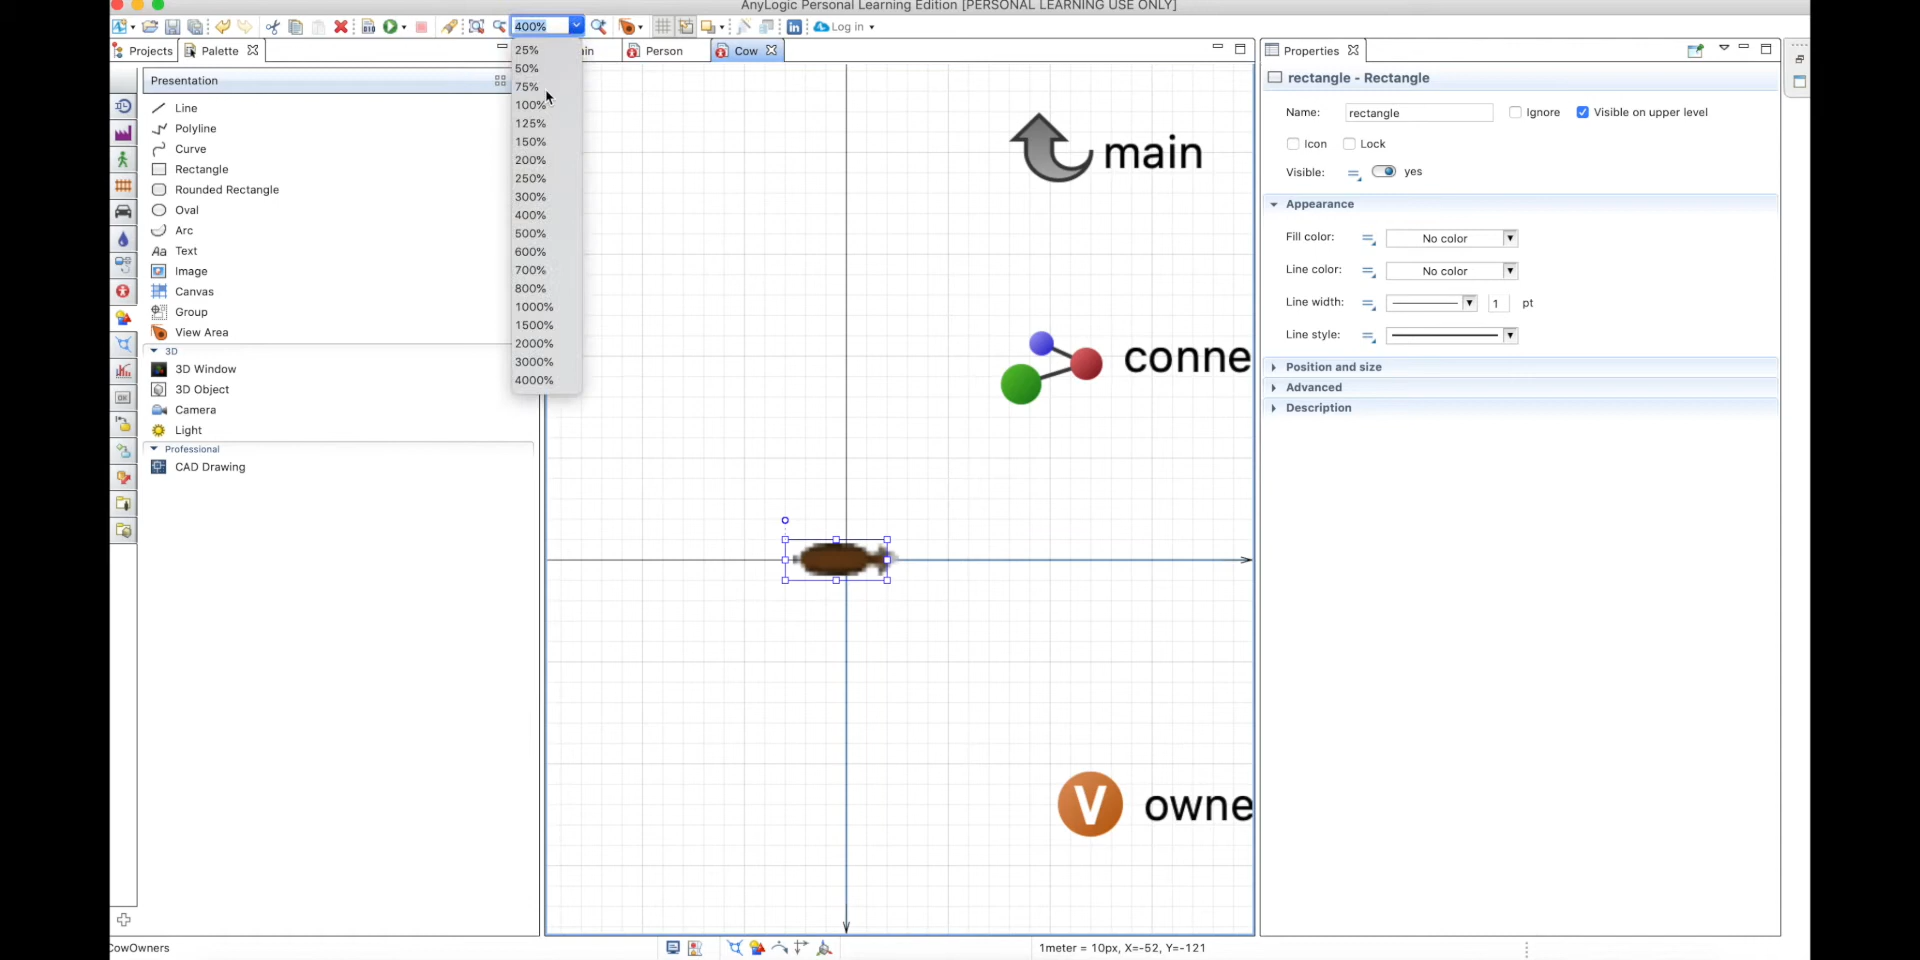 AnyLogic Personal Learning Edition [PERSONAL LEARNING USE ONLY]
400%
Log in
Projects
Palette
Person
Cow
Properties
25%
50%
75%
100%
125%
150%
200%
250%
300%
400%
500%
600%
700%
800%
1000%
1500%
2000%
3000%
4000%
Presentation
Line
Polyline
Curve
Rectangle
Rounded Rectangle
Oval
Arc
Aa Text
Image
Canvas
Group
View Area
3D
3D Window
3D Object
Camera
Light
Professional
CAD Drawing
main
conne
V owne
rectangle - Rectangle
Name: rectangle Ignore Visible on upper level
Icon Lock
Visible: yes
Appearance
Fill color: No color
Line color: No color
Line width: 1 pt
Line style:
Position and size
Advanced
Description
CowOwners
1meter = 10px, X=-52, Y=-121